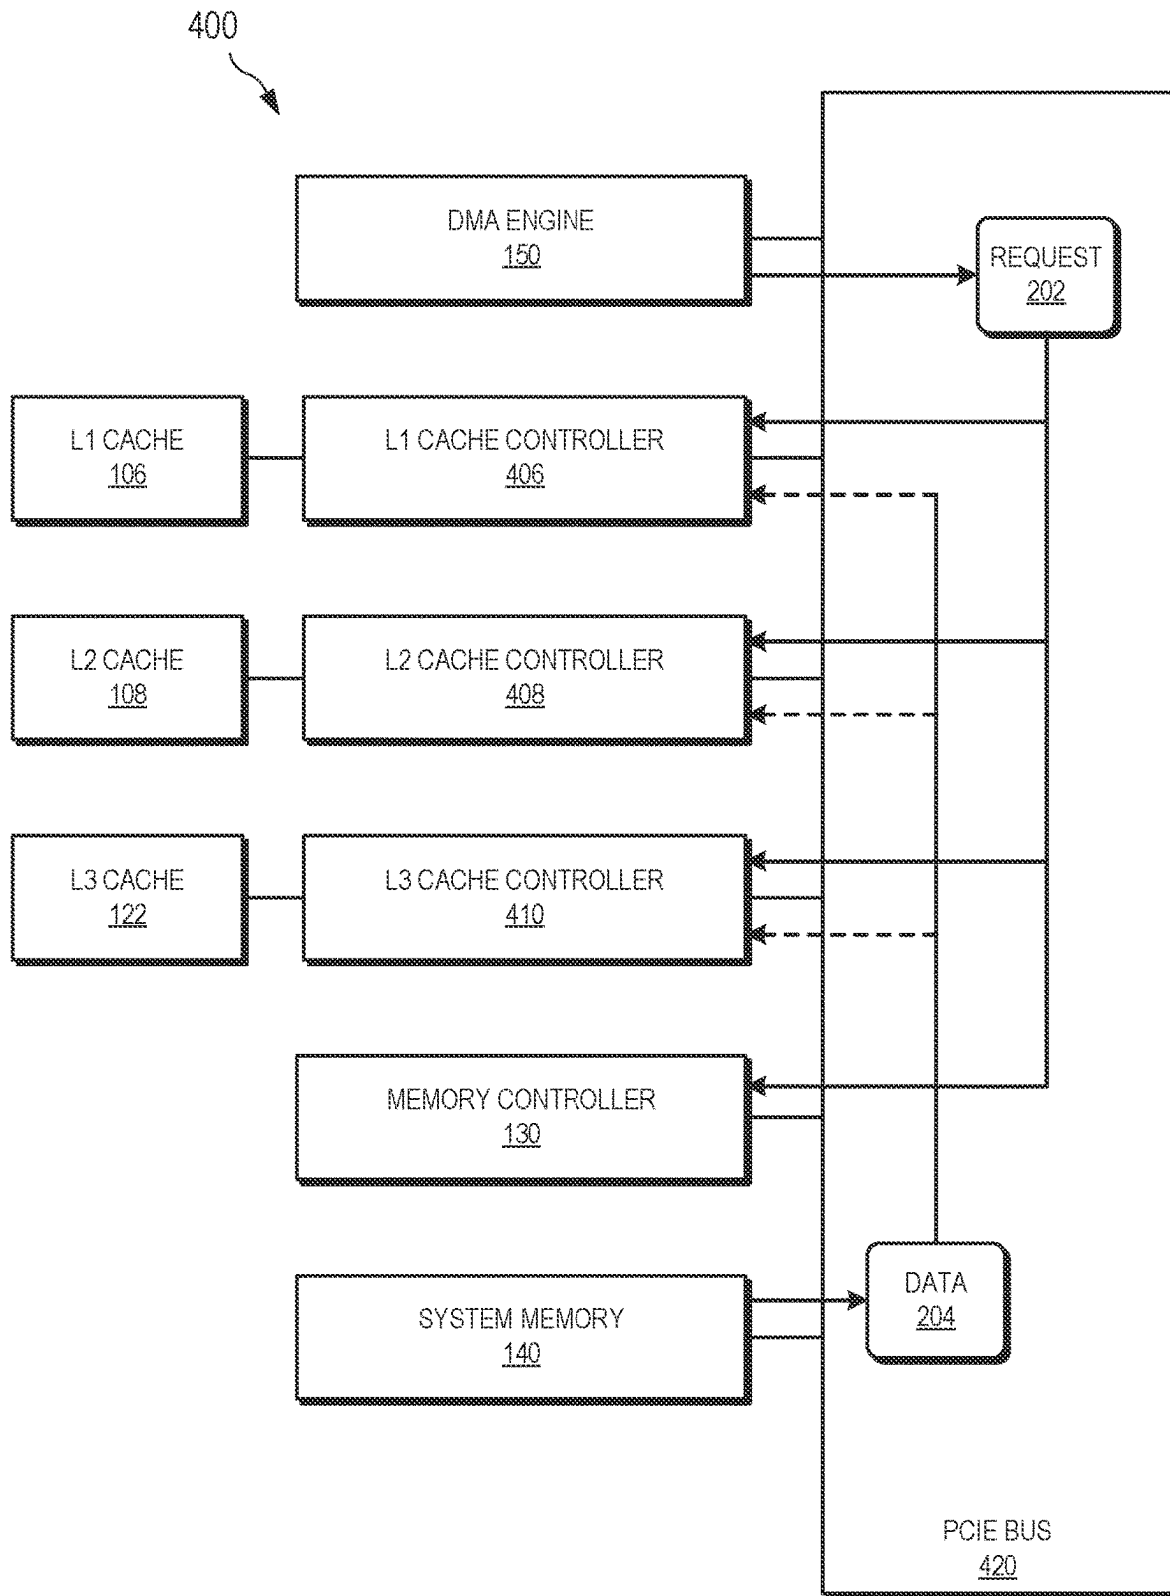 400
DMA ENGINE
150
REQUEST
202
L1 CACHE
106
L1 CACHE CONTROLLER
406
L2 CACHE
108
L2 CACHE CONTROLLER
408
L3 CACHE
122
L3 CACHE CONTROLLER
410
MEMORY CONTROLLER
130
SYSTEM MEMORY
140
DATA
204
PCIE BUS
420